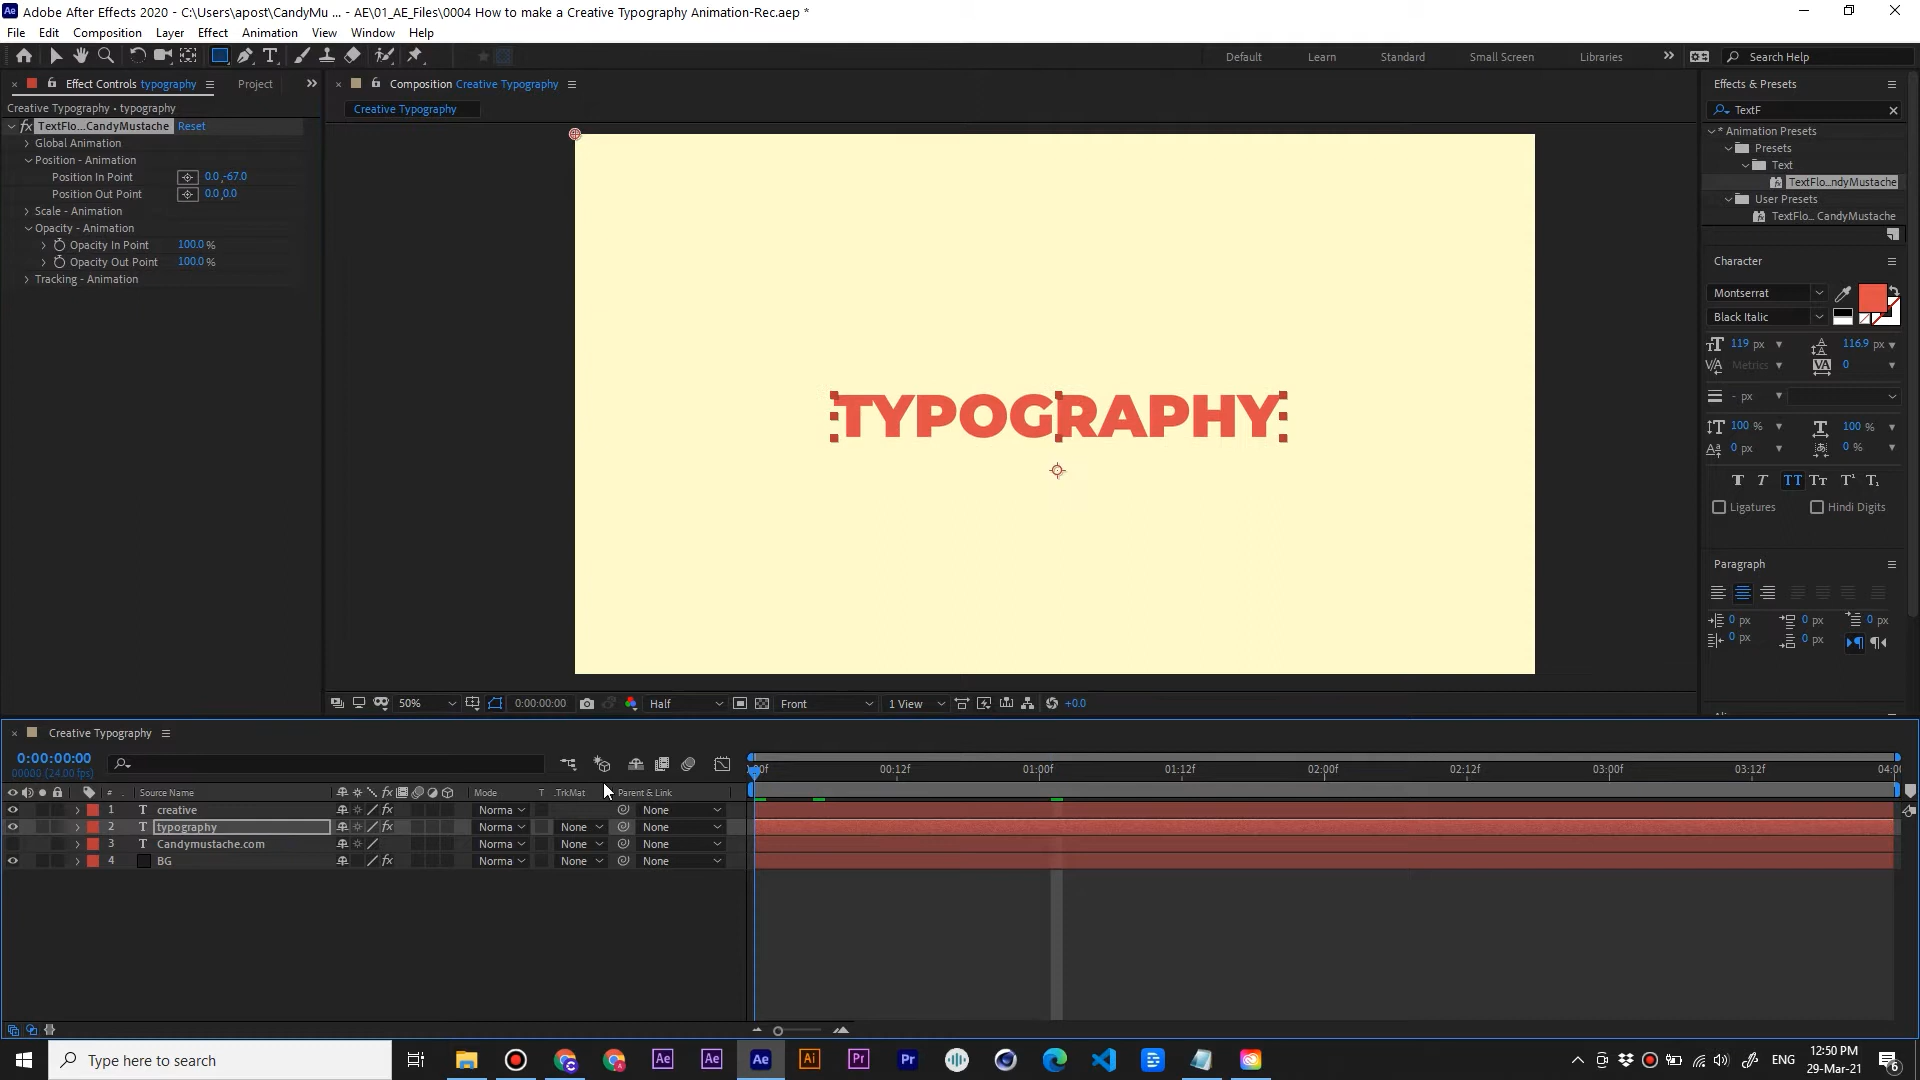 Adobe After Effects 2020 - C:\Users\apost\CandyMu ... - AE\01_AE_Files\0004 How to make a Creative Typography Animation-Rec.aep *
File Edit Composition Layer Effect Animation View Window Help
Default Learn Standard Small Screen Libraries Search Help
Effect Controls typography Project
Composition Creative Typography
Effects & Presets
Creative Typography • typography
Creative Typography
TextF
TextFlo...CandyMustache Reset
Global Animation
Position - Animation
Position In Point 0.0,-67.0
Position Out Point 0.0,0.0
Scale - Animation
Opacity - Animation
Opacity In Point 100.0 %
Opacity Out Point 100.0 %
Tracking - Animation
* Animation Presets
Presets
Text
TextFlo...ndyMustache
User Presets
TextFlo... CandyMustache
Character
Montserrat
Black Italic
119 px 116.9 px
Metrics 0
- px
100 % 100 %
0 px 0 %
Ligatures Hindi Digits
Paragraph
0 px 0 px 0 px
0 px 0 px
TYPOGRAPHY
50% 0:00:00:00 Half Front 1 View +0.0
Creative Typography
0:00:00:00
00000 (24.00 fps)
:00f 00:12f 01:00f 01:12f 02:00f 02:12f 03:00f 03:12f 04:00
# Source Name Mode T .TrkMat Parent & Link
1 T creative Norma None
2 T typography Norma None None
3 T Candymustache.com Norma None None
4 BG Norma None None
Type here to search
ENG 12:50 PM
29-Mar-21
6